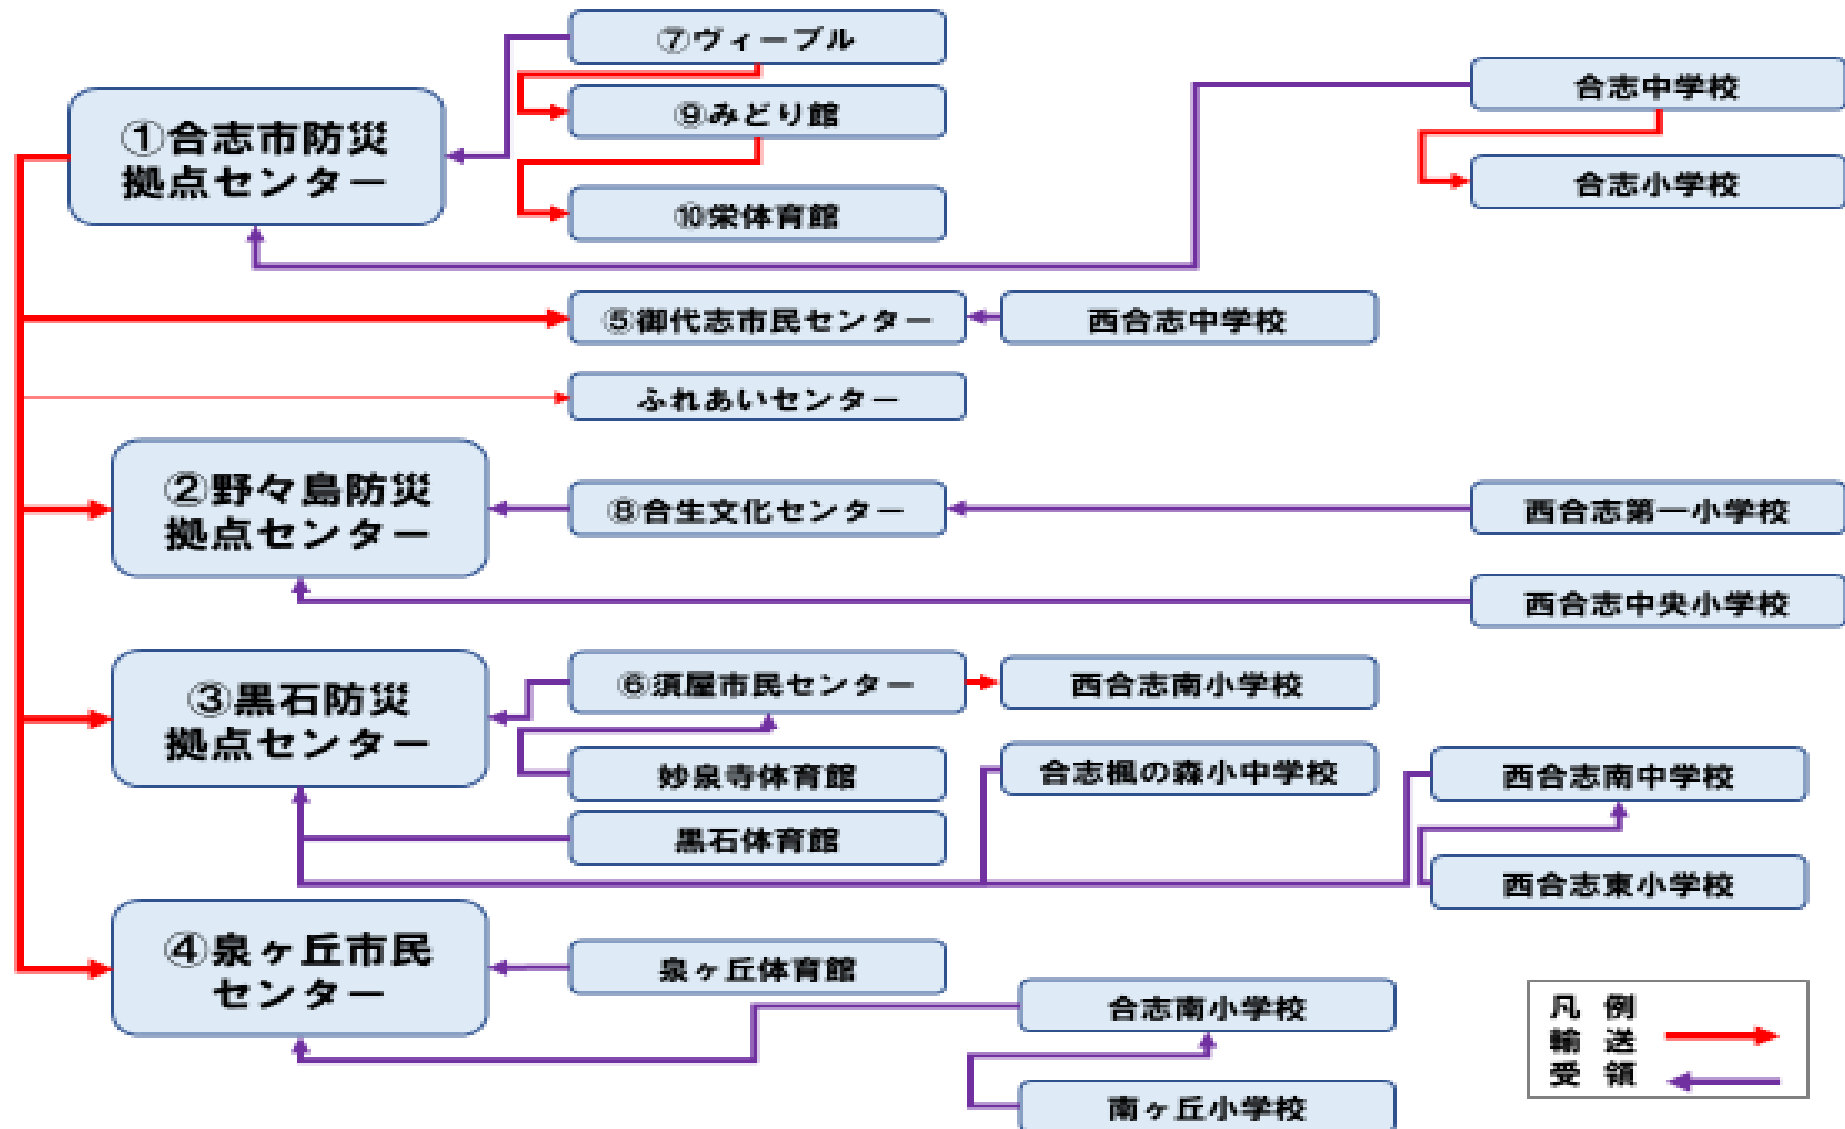 ⑦ヴィーブル
合志中学校
⑨みどり館
①合志市防災
拠点センター
合志小学校
⑩栄体育館
⑤御代志市民センター
西合志中学校
ふれあいセンター
②野々島防災
拠点センター
⑧合生文化センター
西合志第一小学校
西合志中央小学校
③黒石防災
拠点センター
⑥須屋市民センター
西合志南小学校
妙泉寺体育館
合志楓の森小中学校
西合志南中学校
黒石体育館
西合志東小学校
④泉ヶ丘市民
センター
泉ヶ丘体育館
合志南小学校
南ヶ丘小学校
凡 例
輸 送
受 領